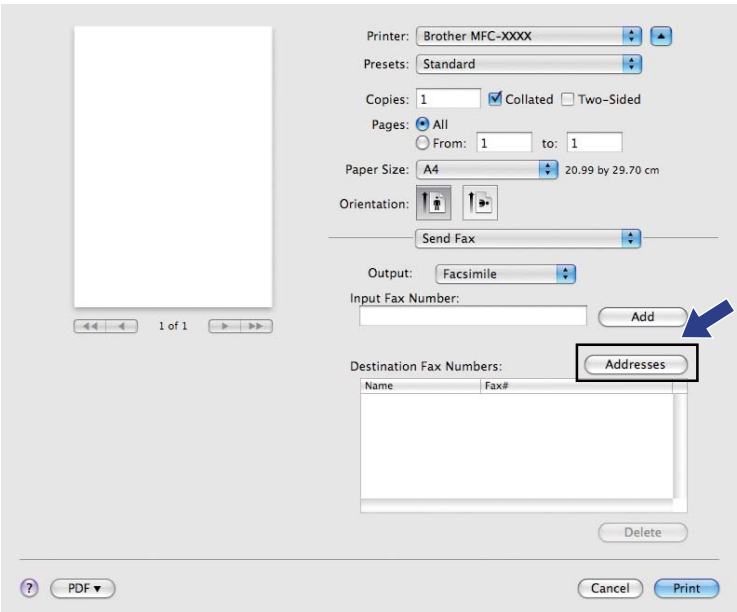 Printer: Brother MFC-XXXX
Presets: Standard
Copies: 1 Collated Two-Sided
Pages: All
From: 1 to: 1
Paper Size: A4 20.99 by 29.70 cm
Orientation:
Send Fax
Output: Facsimile
Input Fax Number:
Add
1 of 1
Destination Fax Numbers: Addresses
Name Fax#
Delete
? PDF▼ Cancel Print